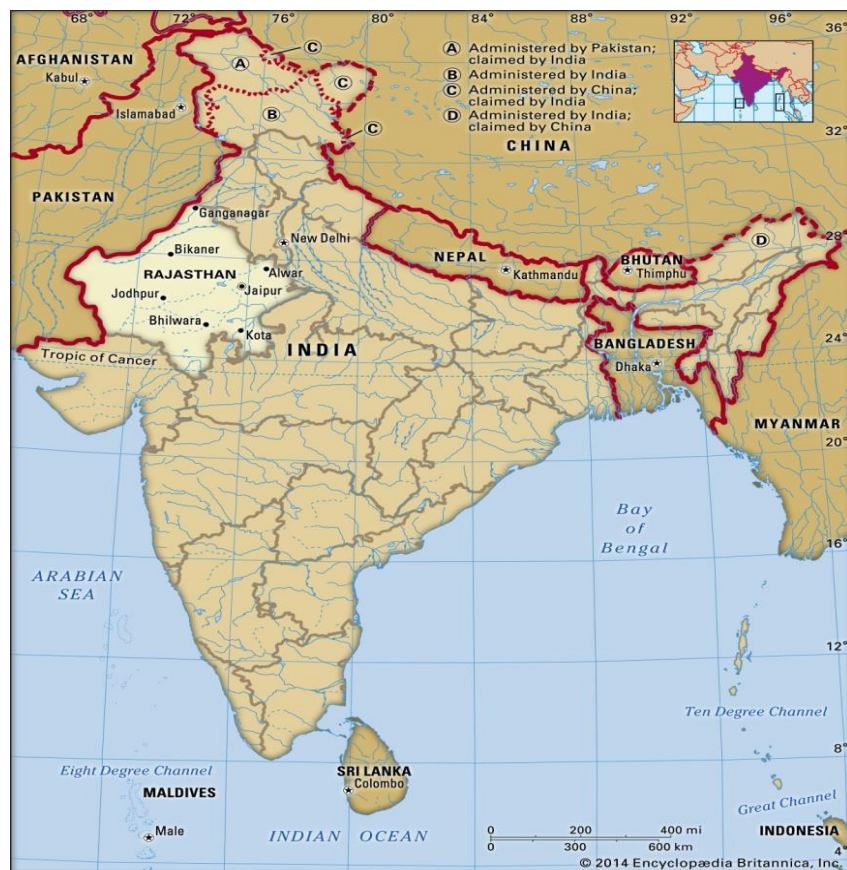 68° 72° 76° 80° 84° 88° 92° 96°
36°
AFGHANISTAN
Kabul
Islamabad
PAKISTAN
A
C
C
B
C
Ⓐ Administered by Pakistan;
claimed by India
Ⓑ Administered by India
Ⓒ Administered by China;
claimed by India
Ⓓ Administered by India;
claimed by China
CHINA
32°
Ganganagar
New Delhi
Bikaner
RAJASTHAN
Alwar
Jodhpur
Jaipur
Bhilwara
Kota
NEPAL
Kathmandu
BHUTAN
Thimphu
D
28°
INDIA
Tropic of Cancer
BANGLADESH
Dhaka
24°
MYANMAR
20°
Bay
of
Bengal
16°
ARABIAN
SEA
12°
Ten Degree Channel
8°
Eight Degree Channel
MALDIVES
Male
SRI LANKA
Colombo
Great Channel
INDIAN OCEAN
INDONESIA
4°
0 200 400 mi
0 300 600 km
© 2014 Encyclopædia Britannica, Inc.